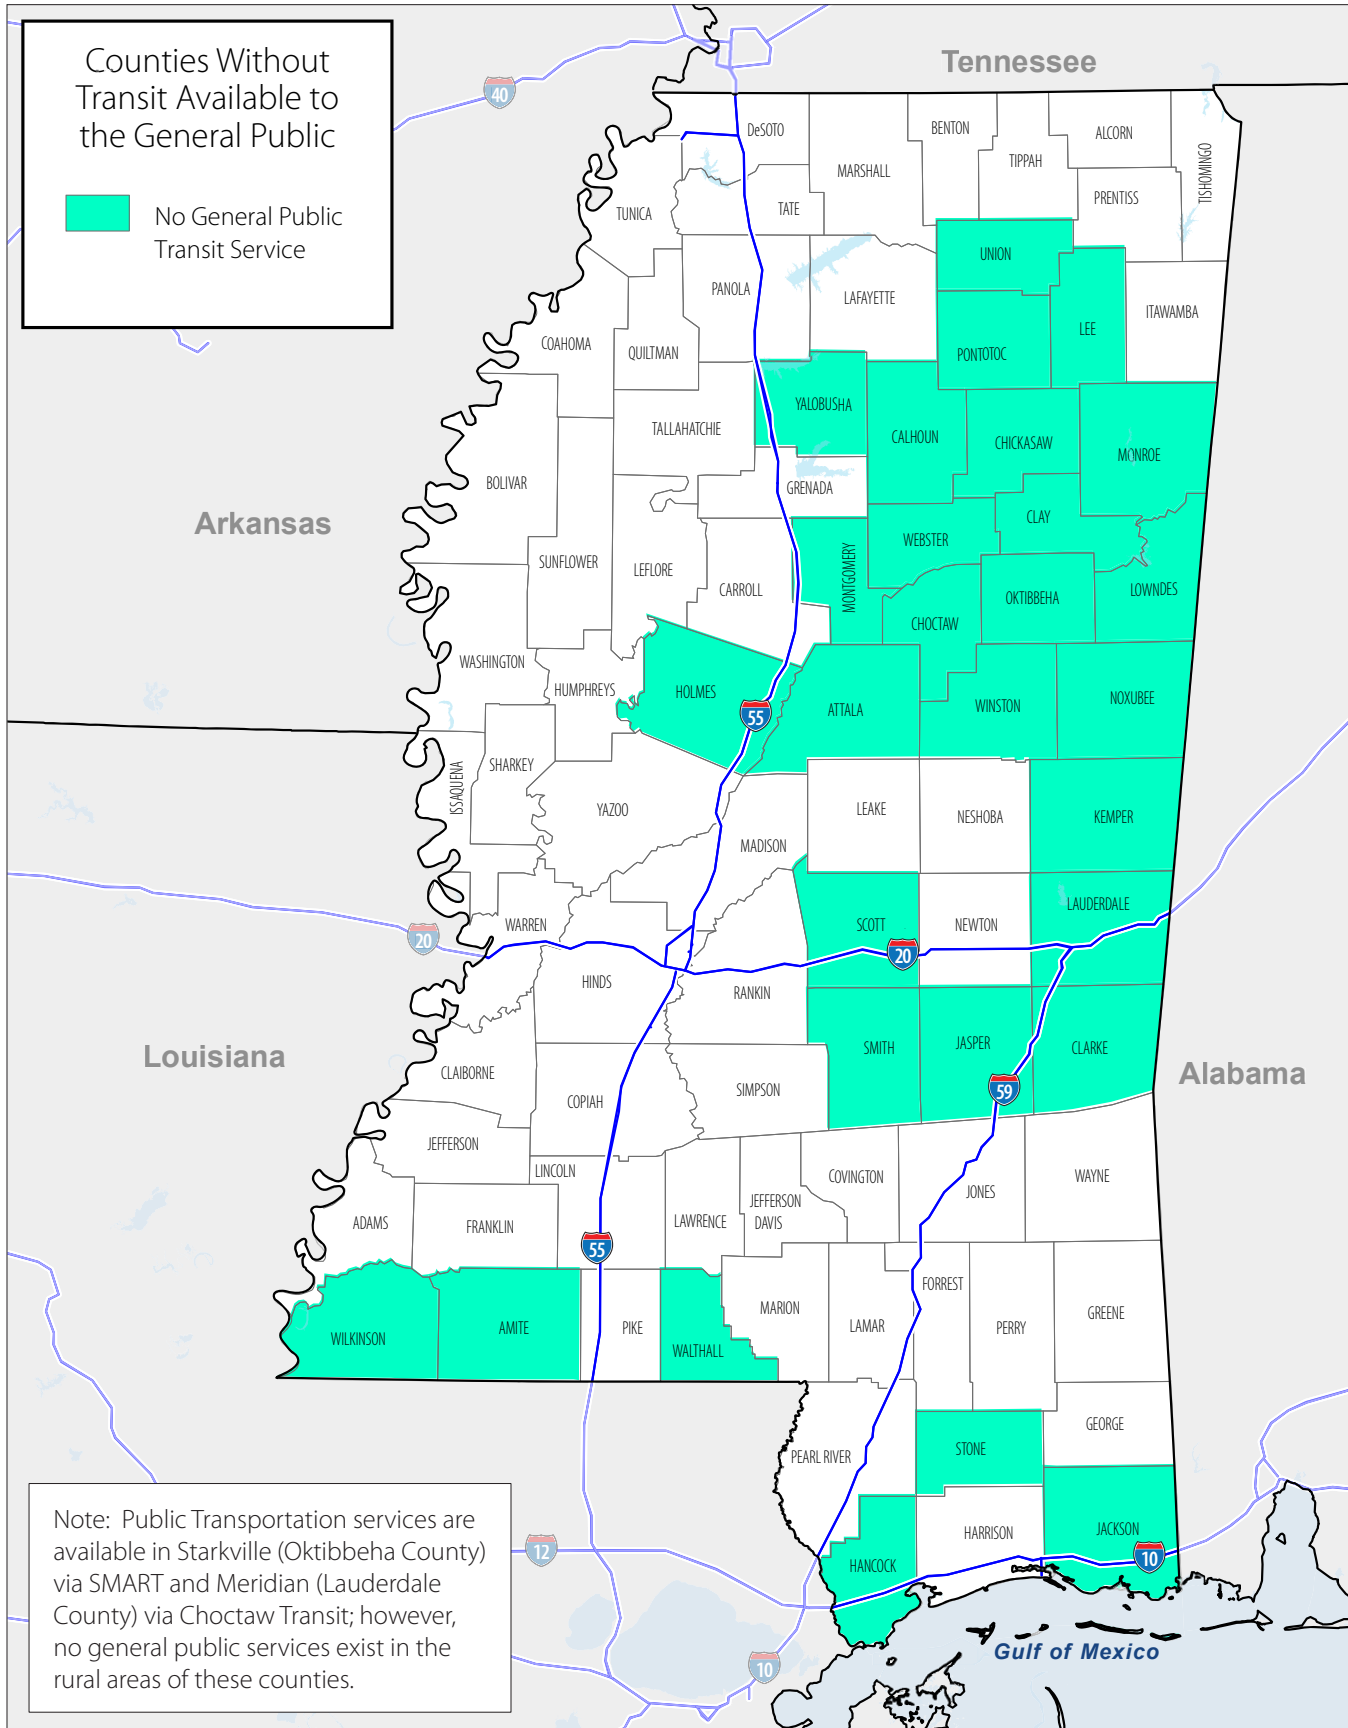 Counties Without
Transit Available to
the General Public
No General Public
Transit Service
Tennessee
40
DeSOTO
BENTON
ALCORN
TIPPAH
MARSHALL
TISHOMINGO
PRENTISS
TUNICA
TATE
UNION
PANOLA
LAFAYETTE
ITAWAMBA
LEE
COAHOMA
QUILTMAN
PONTOTOC
YALOBUSHA
TALLAHATCHIE
CALHOUN
CHICKASAW
MONROE
BOLIVAR
GRENADA
Arkansas
CLAY
WEBSTER
SUNFLOWER
LEFLORE
MONTGOMERY
CARROLL
LOWNDES
OKTIBBEHA
CHOCTAW
WASHINGTON
HUMPHREYS
HOLMES
NOXUBEE
WINSTON
ATTALA
55
SHARKEY
ISSAQUENA
YAZOO
LEAKE
NESHOBA
KEMPER
MADISON
LAUDERDALE
WARREN
SCOTT
NEWTON
20
20
HINDS
RANKIN
Louisiana
SMITH
JASPER
CLARKE
CLAIBORNE
Alabama
SIMPSON
59
COPIAH
JEFFERSON
LINCOLN
COVINGTON
WAYNE
JONES
JEFFERSON
DAVIS
ADAMS
FRANKLIN
LAWRENCE
55
FORREST
MARION
GREENE
WILKINSON
AMITE
PIKE
LAMAR
PERRY
WALTHALL
GEORGE
STONE
PEARL RIVER
HARRISON
JACKSON
HANCOCK
10
12
Note:  Public Transportation services are
available in Starkville (Oktibbeha County)
via SMART and Meridian (Lauderdale
County) via Choctaw Transit; however,
no general public services exist in the
rural areas of these counties.
Gulf of Mexico
10